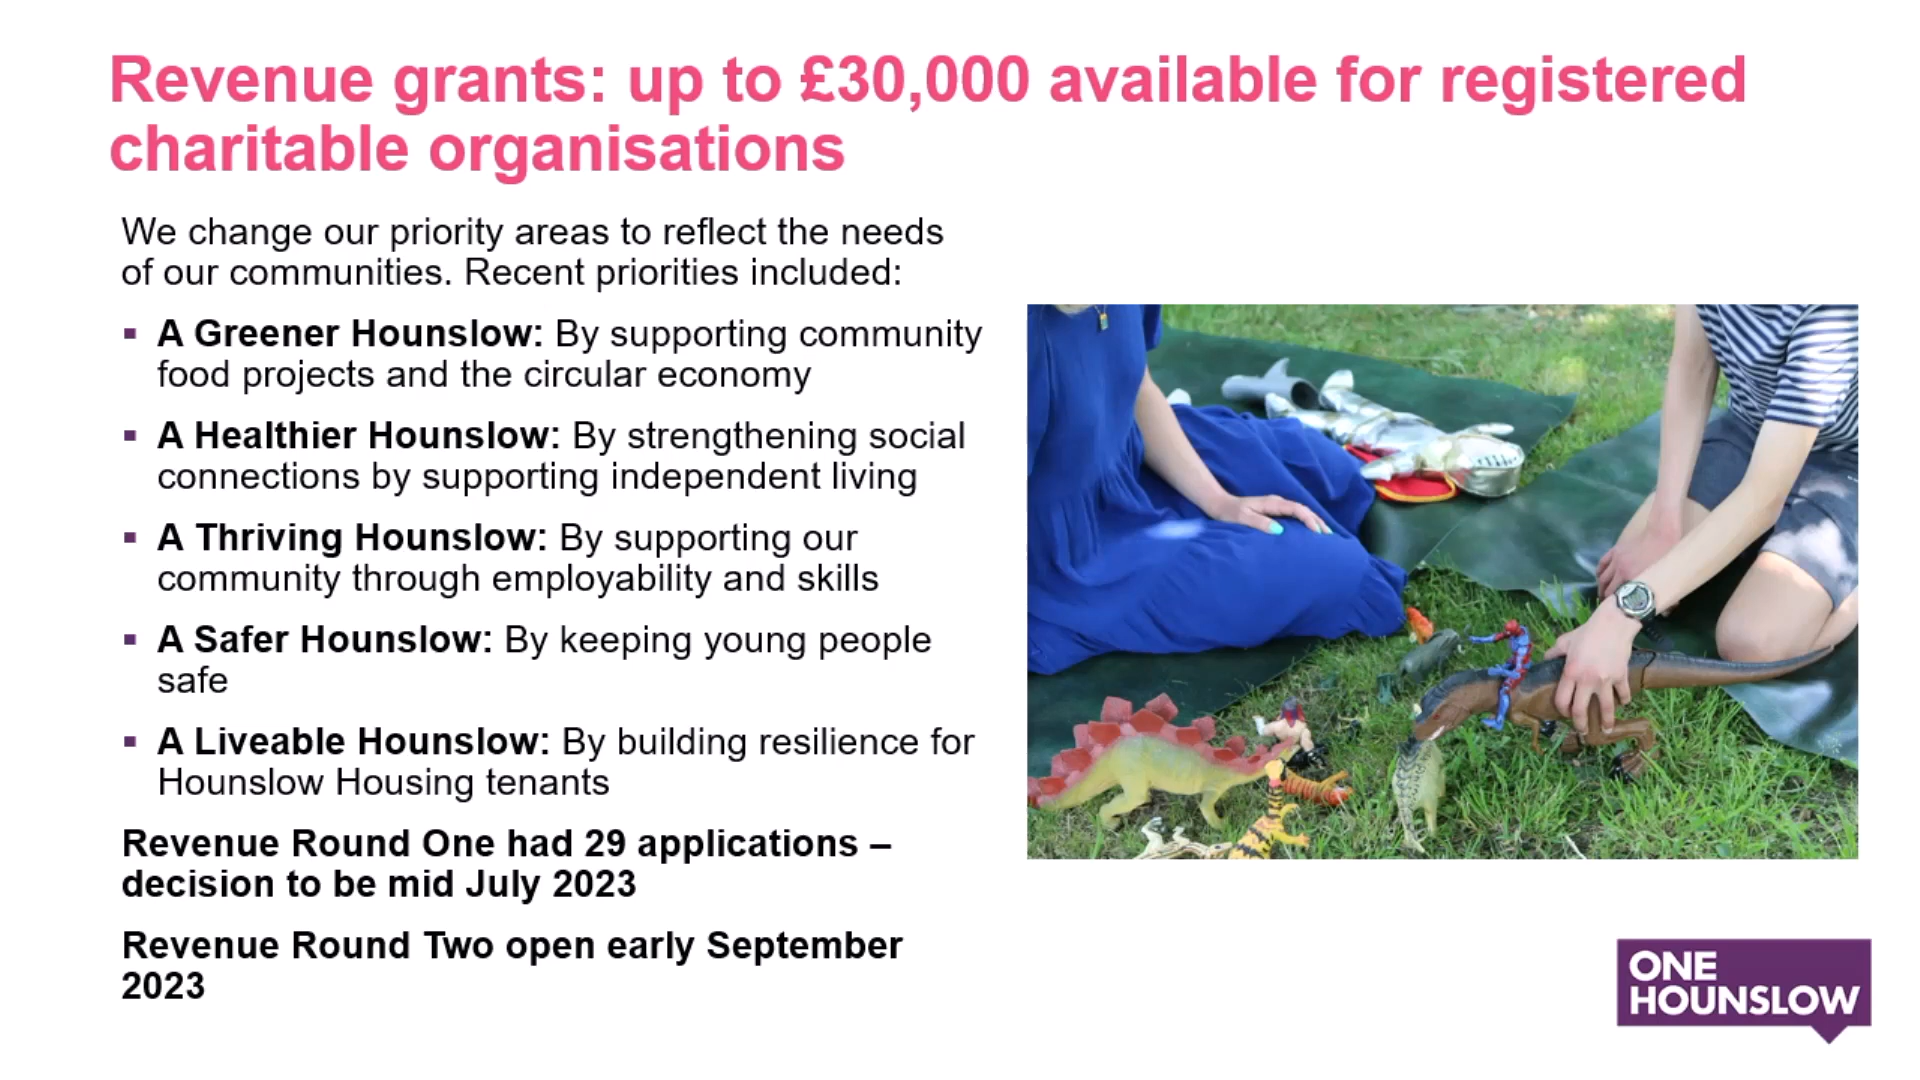 Revenue grants: up to £30,000 available for registered
charitable organisations
We change our priority areas to reflect the needs
of our communities. Recent priorities included:
▪ A Greener Hounslow: By supporting community
food projects and the circular economy
▪ A Healthier Hounslow: By strengthening social
connections by supporting independent living
▪ A Thriving Hounslow: By supporting our
community through employability and skills
▪ A Safer Hounslow: By keeping young people
safe
▪ A Liveable Hounslow: By building resilience for
Hounslow Housing tenants
Revenue Round One had 29 applications –
decision to be mid July 2023
Revenue Round Two open early September
2023
ONE
HOUNSLOW